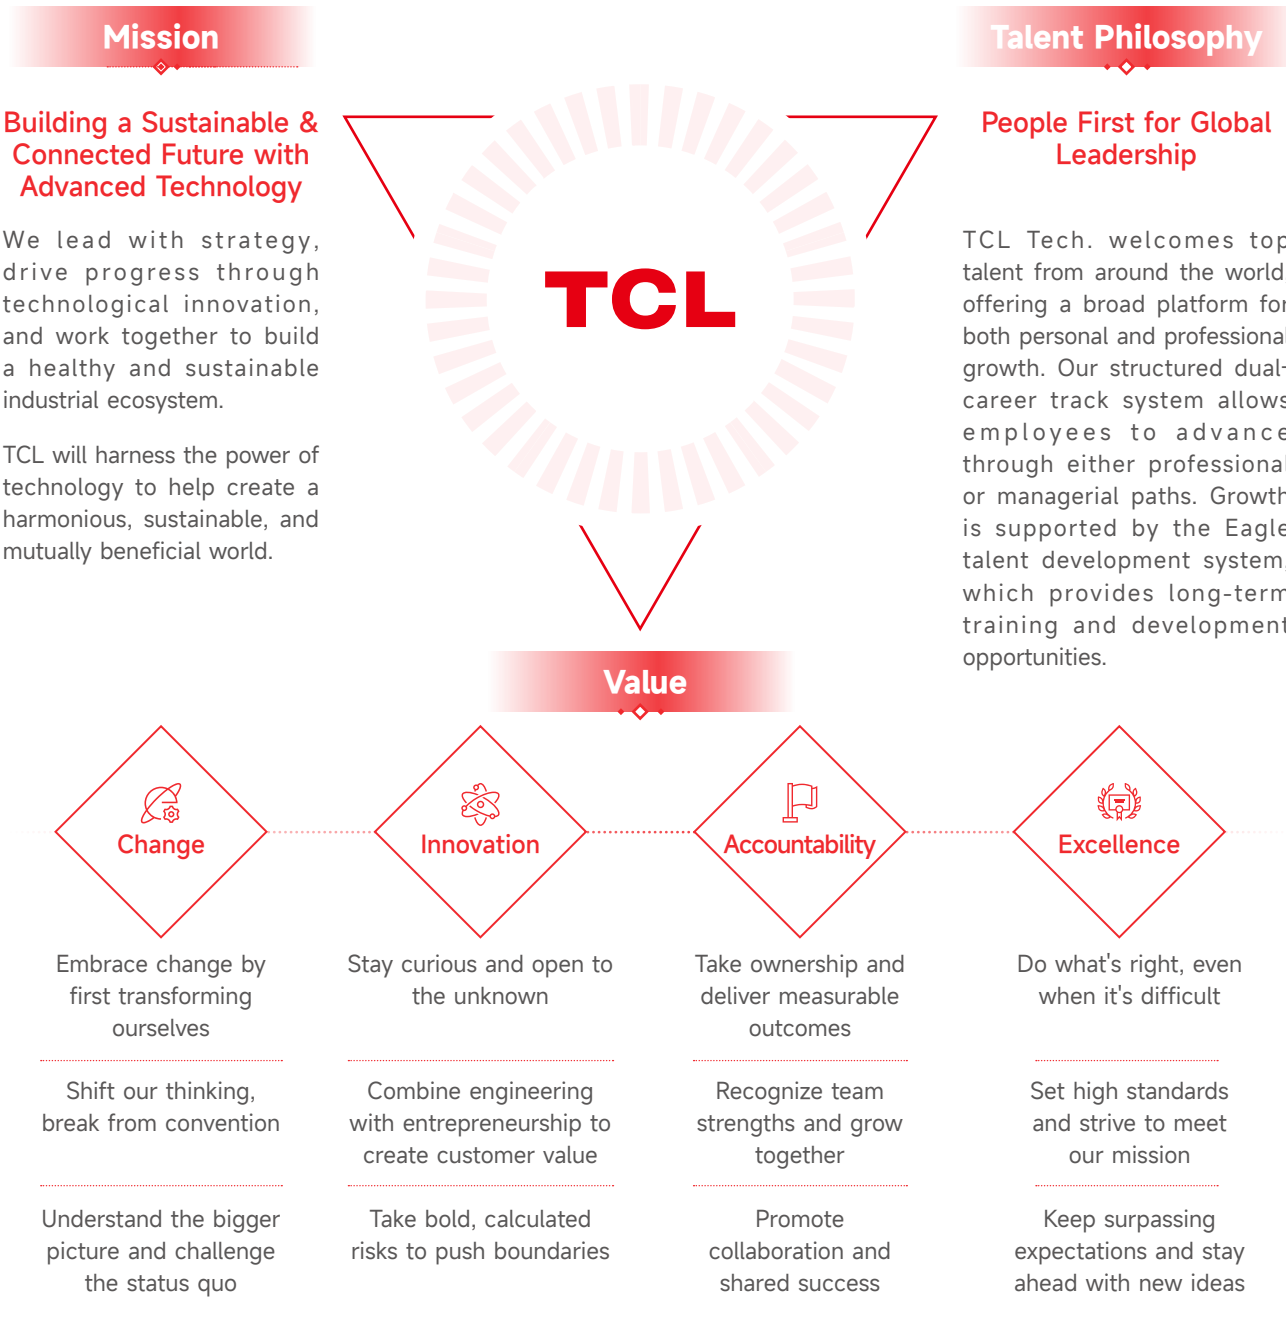 Mission
Building a Sustainable &
Connected Future with
Advanced Technology
We lead with strategy,
drive progress through
technological innovation,
and work together to build
a healthy and sustainable
industrial ecosystem.
TCL will harness the power of
technology to help create a
harmonious, sustainable, and
mutually beneficial world.
TCL
Talent Philosophy
People First for Global
Leadership
TCL Tech. welcomes top
talent from around the world,
offering a broad platform for
both personal and professional
growth. Our structured dual-
career track system allows
employees to advance
through either professional
or managerial paths. Growth
is supported by the Eagle
talent development system,
which provides long-term
training and development
opportunities.
Value
Change
Embrace change by
first transforming
ourselves
Shift our thinking,
break from convention
Understand the bigger
picture and challenge
the status quo
Innovation
Stay curious and open to
the unknown
Combine engineering
with entrepreneurship to
create customer value
Take bold, calculated
risks to push boundaries
Accountability
Take ownership and
deliver measurable
outcomes
Recognize team
strengths and grow
together
Promote
collaboration and
shared success
Excellence
Do what's right, even
when it's difficult
Set high standards
and strive to meet
our mission
Keep surpassing
expectations and stay
ahead with new ideas